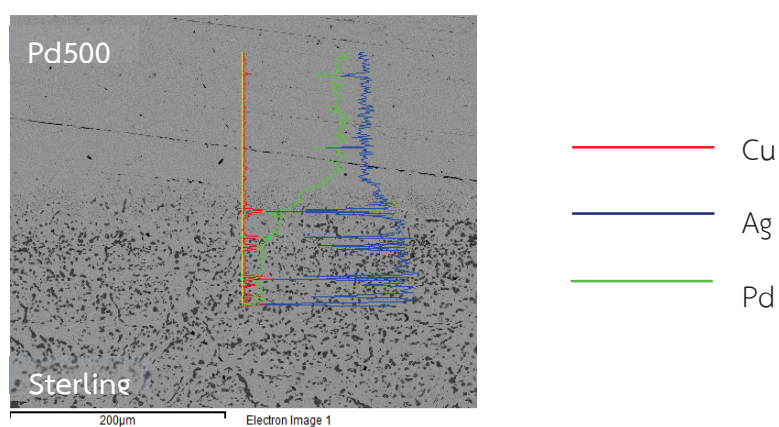 Pd500
Cu
Ag
Pd
Sterling
200μm
Electron Image 1